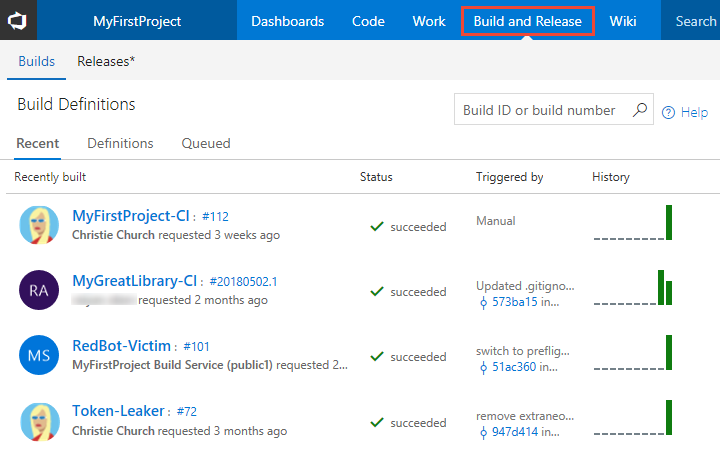 MyFirstProject Dashboards Code Work Build and Release Wiki Search
Builds Releases*
Build Definitions
Build ID or build number Help
Recent Definitions Queued
Recently built Status Triggered by History
MyFirstProject-CI : #112
Christie Church requested 3 weeks ago
succeeded
Manual
RA
MyGreatLibrary-CI : #20180502.1
requested 2 months ago
succeeded
Updated .gitigno...
573ba15 in...
MS
RedBot-Victim : #101
MyFirstProject Build Service (public1) requested 2...
succeeded
switch to preflig...
51ac360 in...
Token-Leaker : #72
Christie Church requested 3 months ago
succeeded
remove extraneo...
947d414 in...